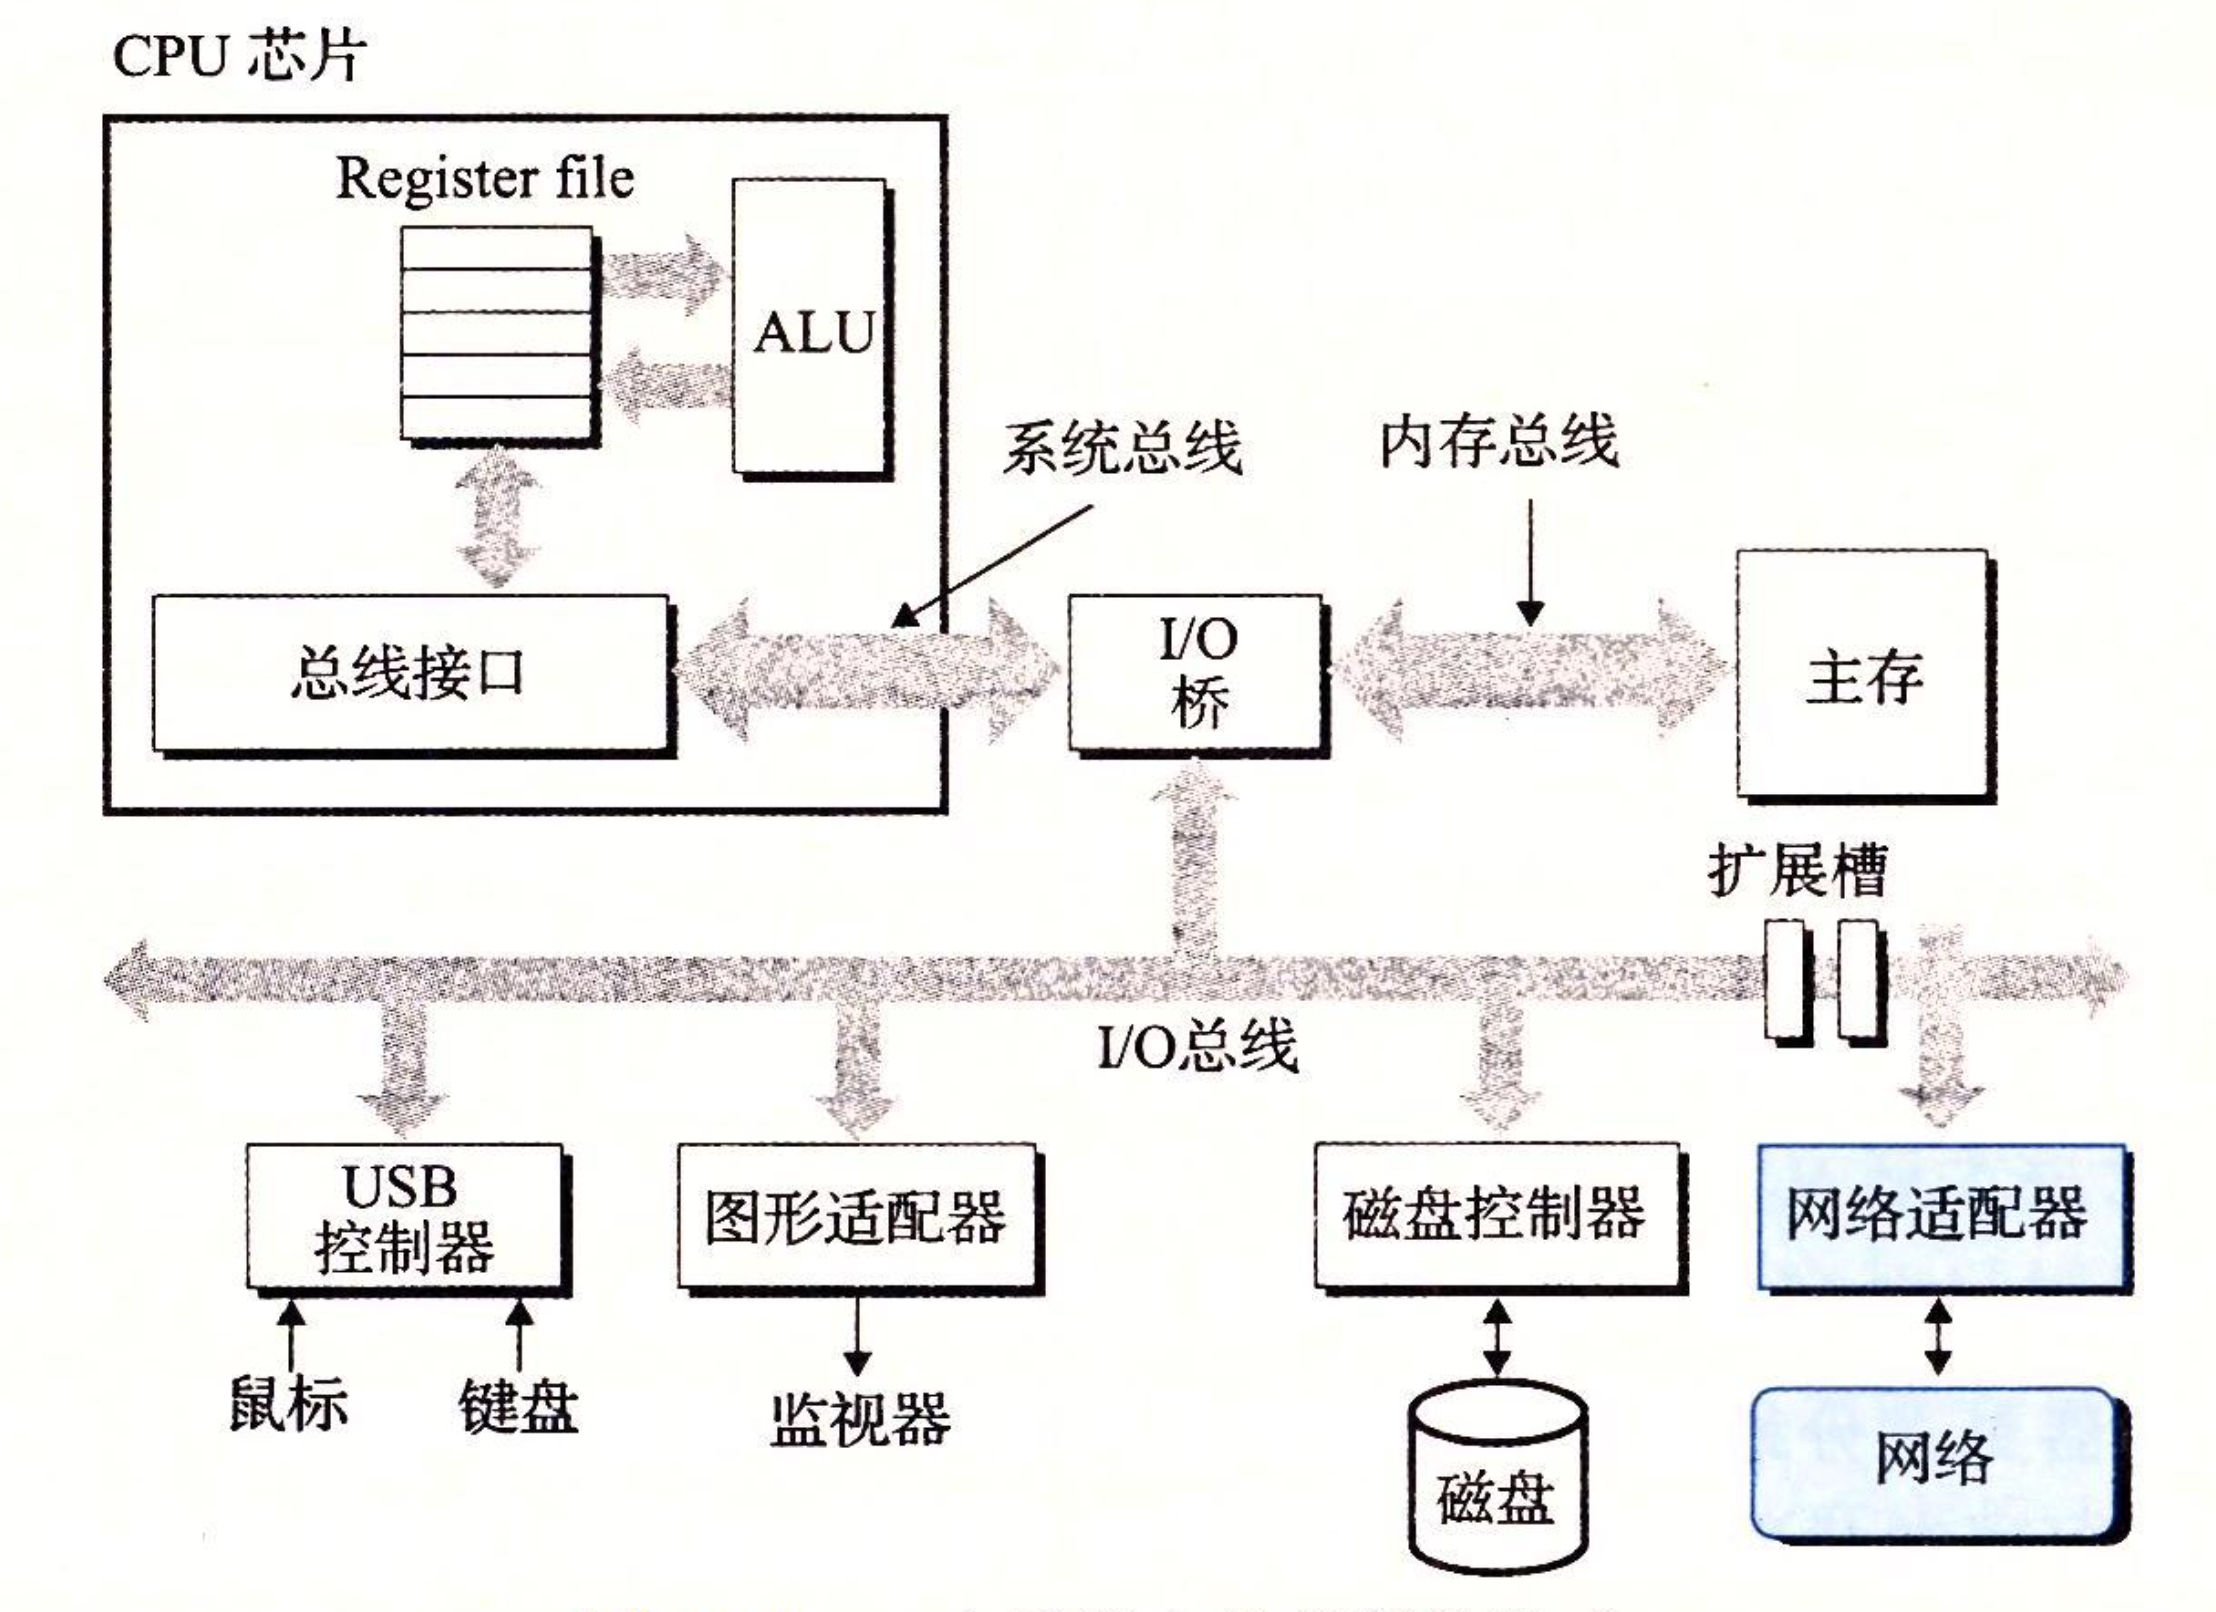 CPU 芯片
Register file
ALU
系统总线
内存总线
总线接口
I/O
桥
主存
扩展槽
I/O总线
USB
控制器
图形适配器
磁盘控制器
网络适配器
鼠标
键盘
监视器
磁盘
网络